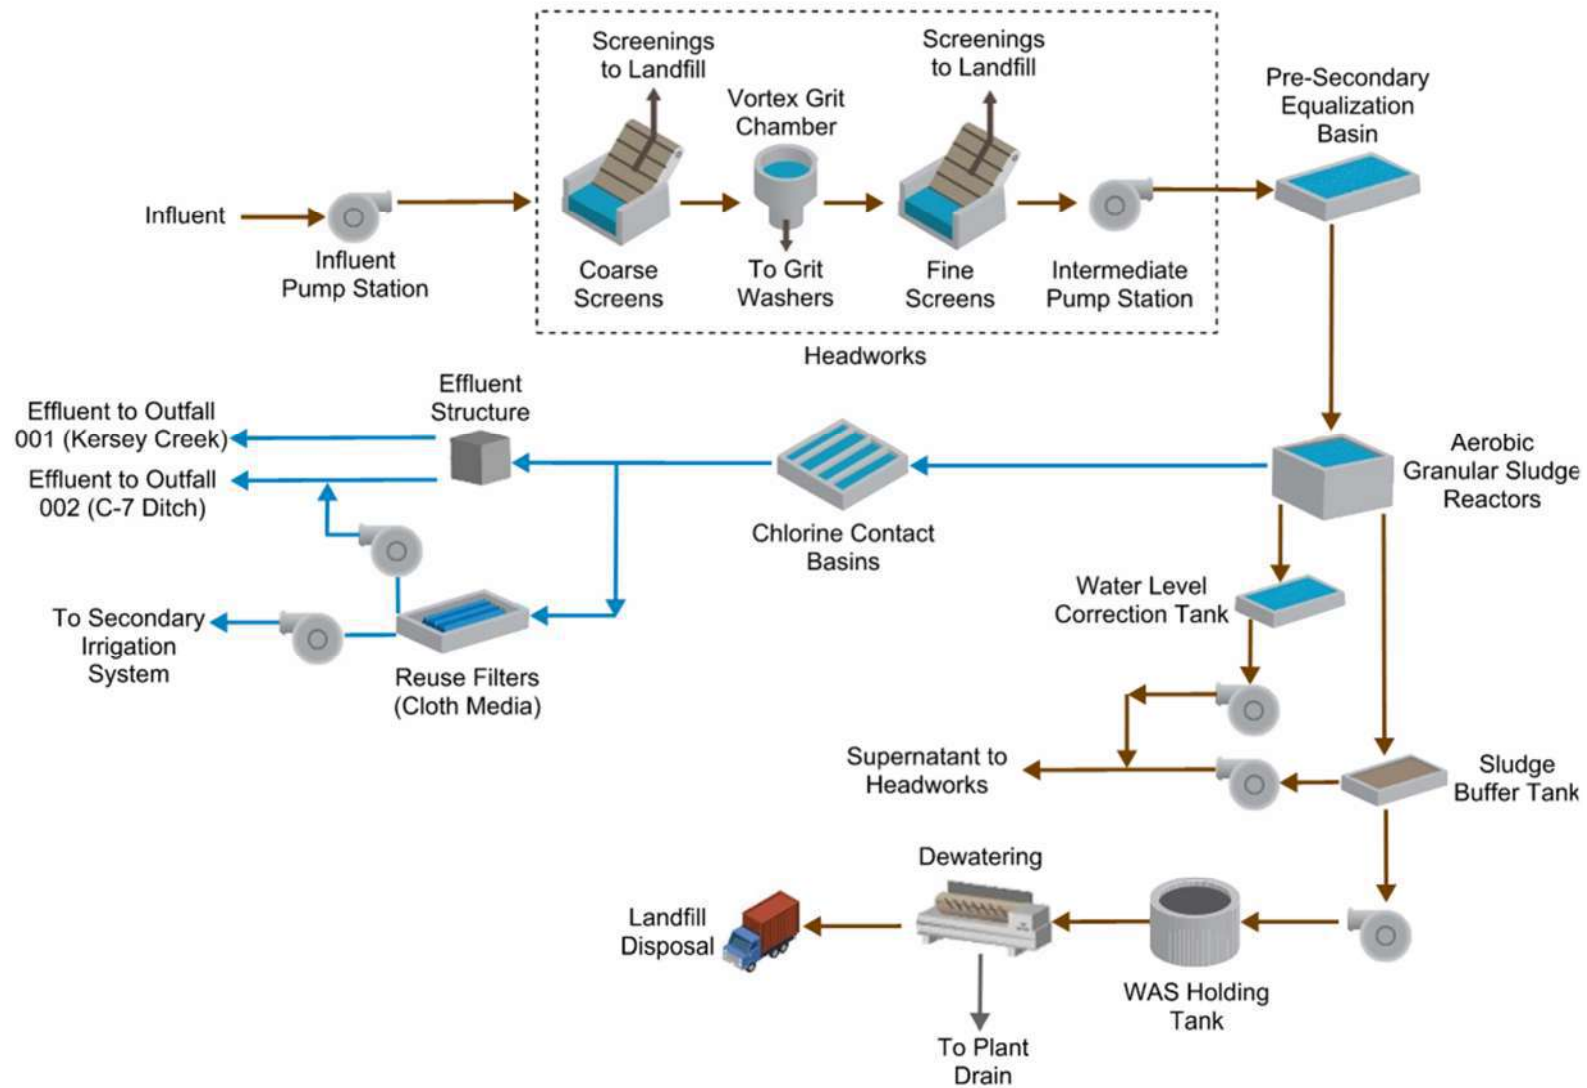 Screenings
to Landfill
Vortex Grit
Chamber
Screenings
to Landfill
Pre-Secondary
Equalization
Basin
Influent
Influent
Pump Station
Coarse
Screens
To Grit
Washers
Fine
Screens
Intermediate
Pump Station
Headworks
Effluent
Structure
Effluent to Outfall
001 (Kersey Creek)
Effluent to Outfall
002 (C-7 Ditch)
Chlorine Contact
Basins
Aerobic
Granular Sludge
Reactors
To Secondary
Irrigation
System
Reuse Filters
(Cloth Media)
Water Level
Correction Tank
Supernatant to
Headworks
Sludge
Buffer Tank
Dewatering
Landfill
Disposal
WAS Holding
Tank
To Plant
Drain